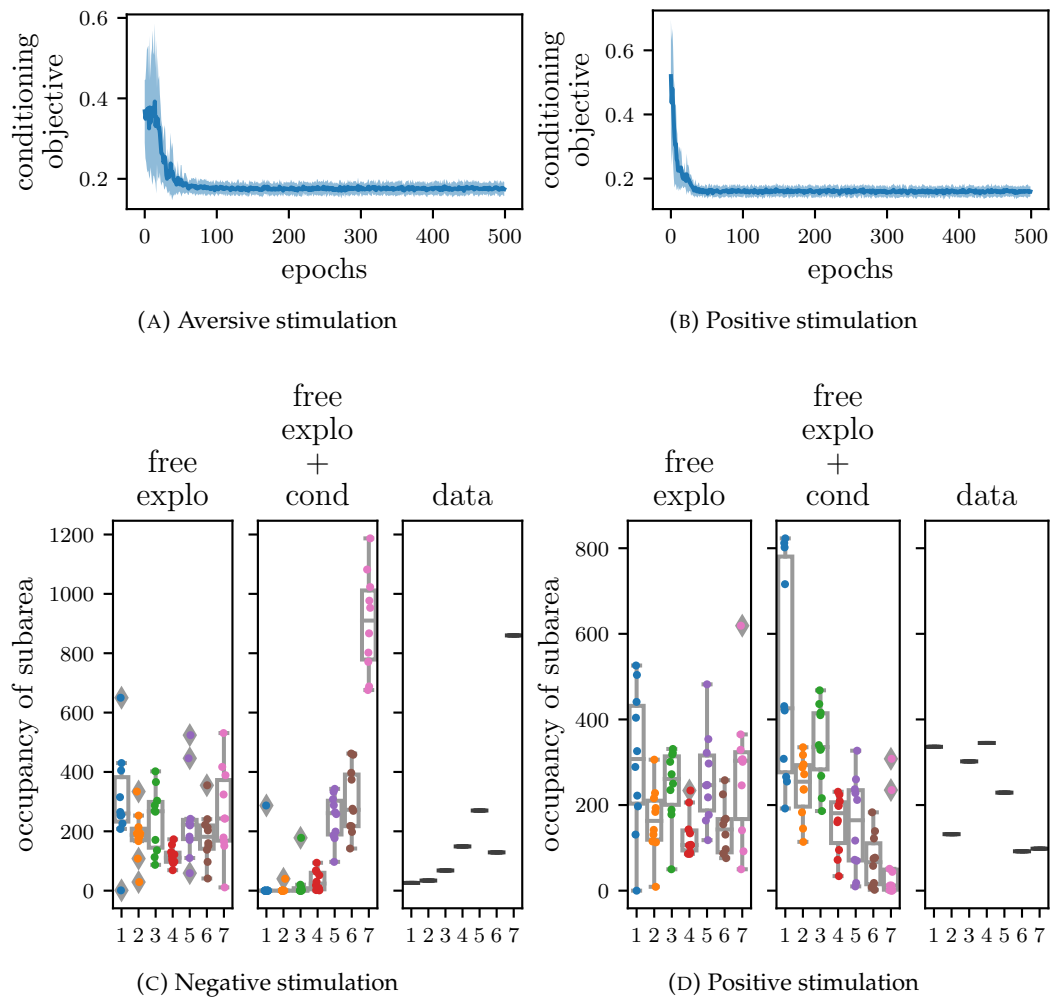 0.6
0.4
0.2
conditioning
objective
0 100 200 300 400 500
epochs
(A) Aversive stimulation
0.6
0.4
0.2
conditioning
objective
0 100 200 300 400 500
epochs
(B) Positive stimulation
free
explo
free
explo
+
cond
data
1200
1000
800
600
400
200
0
occupancy of subarea
1 2 3 4 5 6 7
1 2 3 4 5 6 7
1 2 3 4 5 6 7
(C) Negative stimulation
free
explo
free
explo
+
cond
data
800
600
400
200
0
occupancy of subarea
1 2 3 4 5 6 7
1 2 3 4 5 6 7
1 2 3 4 5 6 7
(D) Positive stimulation